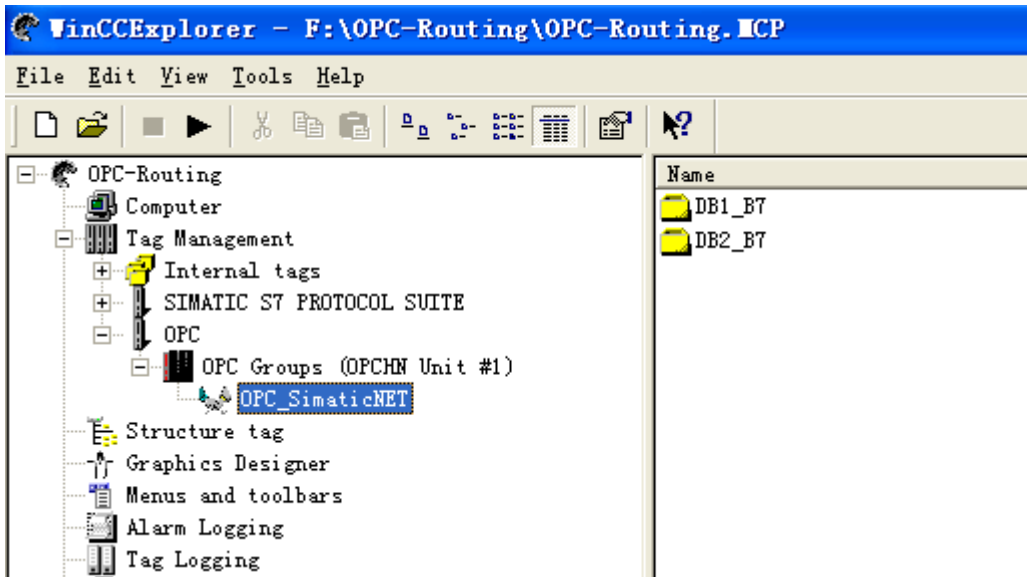 WinCCExplorer - F:\OPC-Routing\OPC-Routing.MCP
File Edit View Tools Help
OPC-Routing
Computer
Tag Management
Internal tags
SIMATIC S7 PROTOCOL SUITE
OPC
OPC Groups (OPCHN Unit #1)
OPC_SimaticNET
Structure tag
Graphics Designer
Menus and toolbars
Alarm Logging
Tag Logging
Name
DB1_B7
DB2_B7